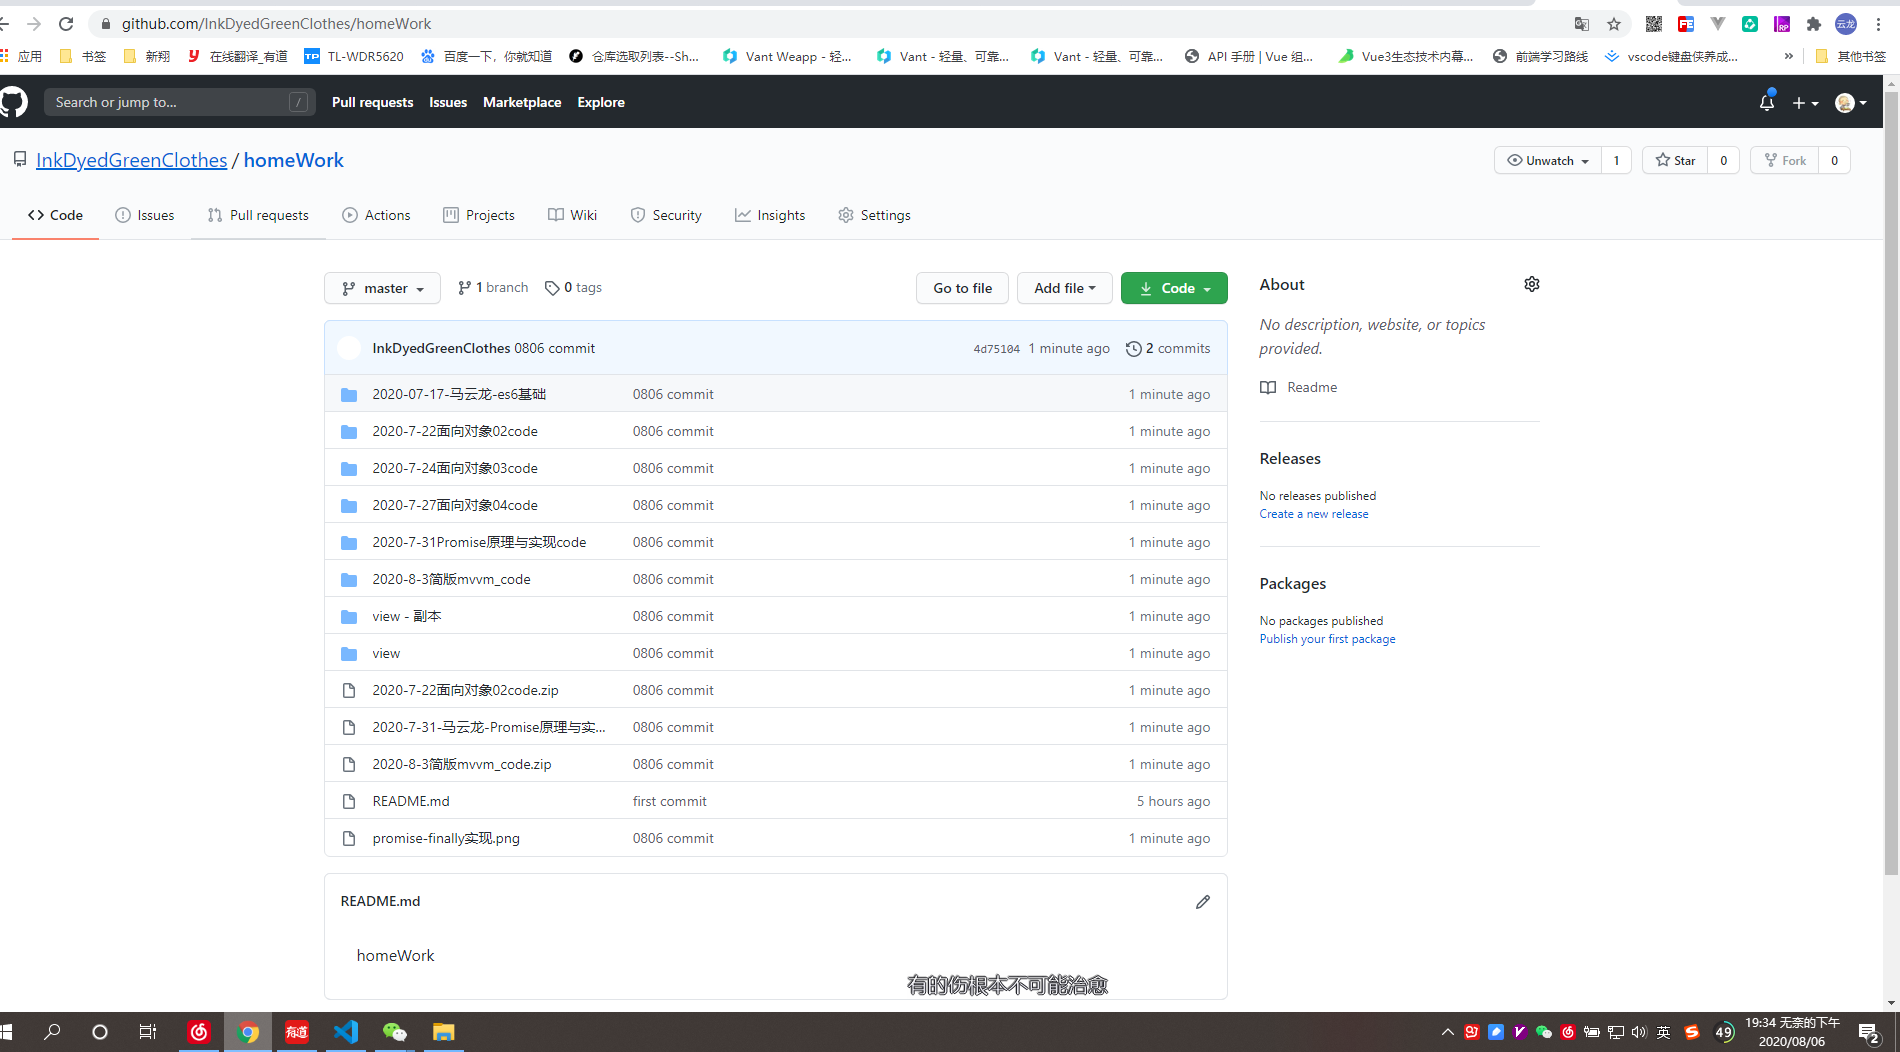 github.com/InkDyedGreenClothes/homeWork
云龙
应用 书签 新翔 在线翻译_有道 TL-WDR5620 百度一下，你就知道 仓库选取列表--Sh... Vant Weapp - 轻... Vant - 轻量、可靠... Vant - 轻量、可靠... API 手册 | Vue 组... Vue3生态技术内幕... 前端学习路线 vscode键盘侠养成... » 其他书签
Search or jump to... / Pull requests Issues Marketplace Explore
InkDyedGreenClothes / homeWork Unwatch 1 Star 0 Fork 0
Code Issues Pull requests Actions Projects Wiki Security Insights Settings
master 1 branch 0 tags Go to file Add file Code
InkDyedGreenClothes 0806 commit 4d75104 1 minute ago 2 commits
2020-07-17-马云龙-es6基础 0806 commit 1 minute ago
2020-7-22面向对象02code 0806 commit 1 minute ago
2020-7-24面向对象03code 0806 commit 1 minute ago
2020-7-27面向对象04code 0806 commit 1 minute ago
2020-7-31Promise原理与实现code 0806 commit 1 minute ago
2020-8-3简版mvvm_code 0806 commit 1 minute ago
view - 副本 0806 commit 1 minute ago
view 0806 commit 1 minute ago
2020-7-22面向对象02code.zip 0806 commit 1 minute ago
2020-7-31-马云龙-Promise原理与实... 0806 commit 1 minute ago
2020-8-3简版mvvm_code.zip 0806 commit 1 minute ago
README.md first commit 5 hours ago
promise-finally实现.png 0806 commit 1 minute ago
About
No description, website, or topics
provided.
Readme
Releases
No releases published
Create a new release
Packages
No packages published
Publish your first package
README.md
homeWork
有的伤根本不可能治愈
有道 英 49 19:34 无奈的下午
2020/08/06 2